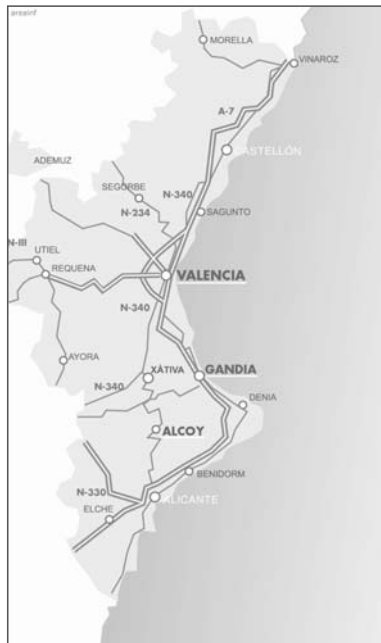 areainf
MORELLA
VINAROZ
A-7
CASTELLÓN
ADEMUZ
SEGORBE
N-340
N-234
SAGUNTO
N-III
UTIEL
REQUENA
VALENCIA
N-340
AYORA
XÀTIVA
GANDIA
N-340
DENIA
ALCOY
BENIDORM
N-330
ALICANTE
ELCHE